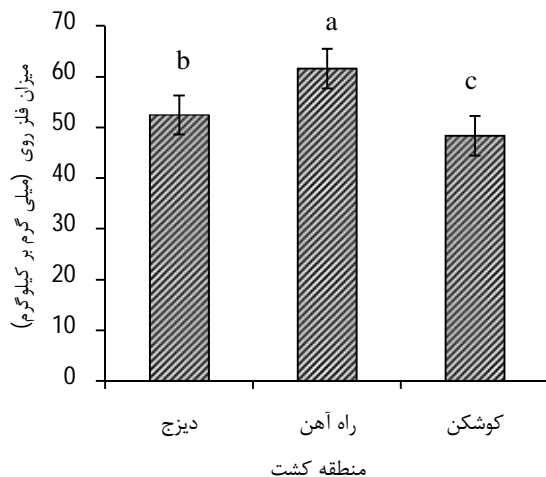 میزان فلز روی (میلی گرم بر کیلوگرم)
70
60
50
40
30
20
10
0
b
a
c
دیزج
راه آهن
کوشکن
منطقه کشت